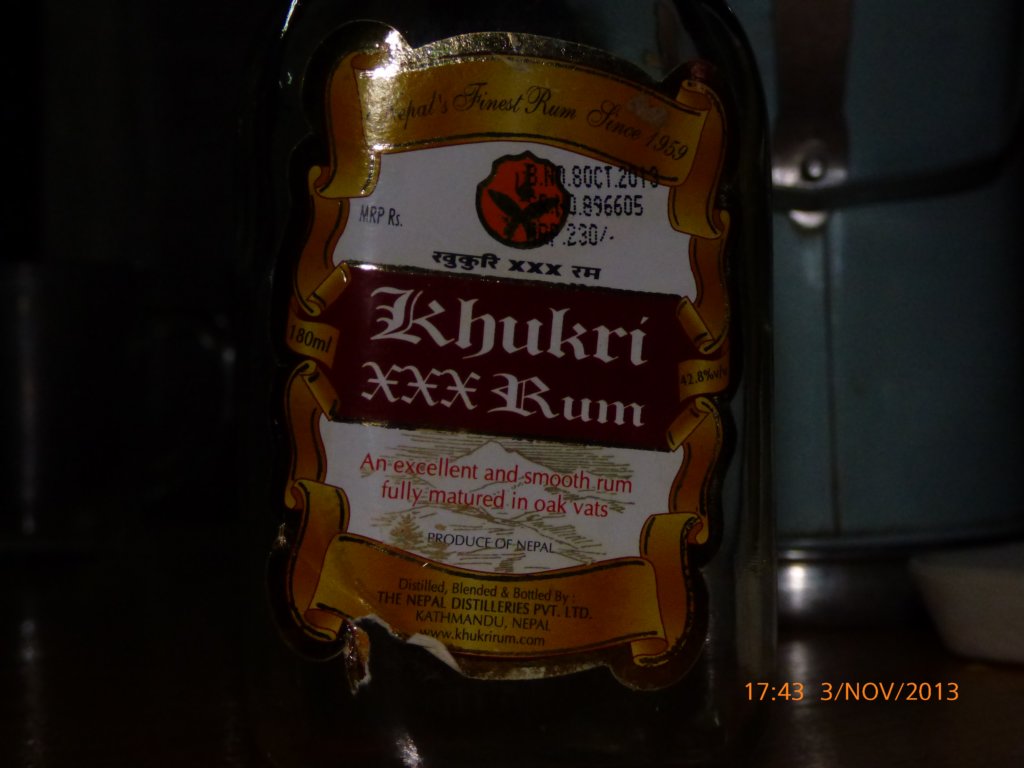 Nepal's Finest Rum Since 1959
B.NO.8OCT.2013
.NO.896605
MRP Rs.
.230/-
खुकुरि XXX रम
Khukri
180ml
XXX Rum
42.8%v/v
An excellent and smooth rum
fully matured in oak vats
PRODUCE OF NEPAL
Distilled, Blended & Bottled By :
THE NEPAL DISTILLERIES PVT. LTD.
KATHMANDU, NEPAL
www.khukrirum.com
17:43 3/NOV/2013